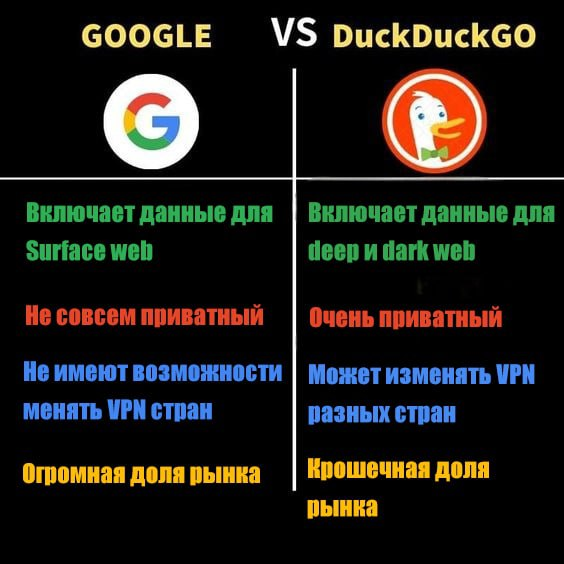 GOOGLE VS DuckDuckGO
G
Включает данные для
Surface web
Не совсем приватный
Не имеют возможности
менять VPN стран
Огромная доля рынка
Включает данные для
deep и dark web
Очень приватный
Может изменять VPN
разных стран
Крошечная доля
рынка